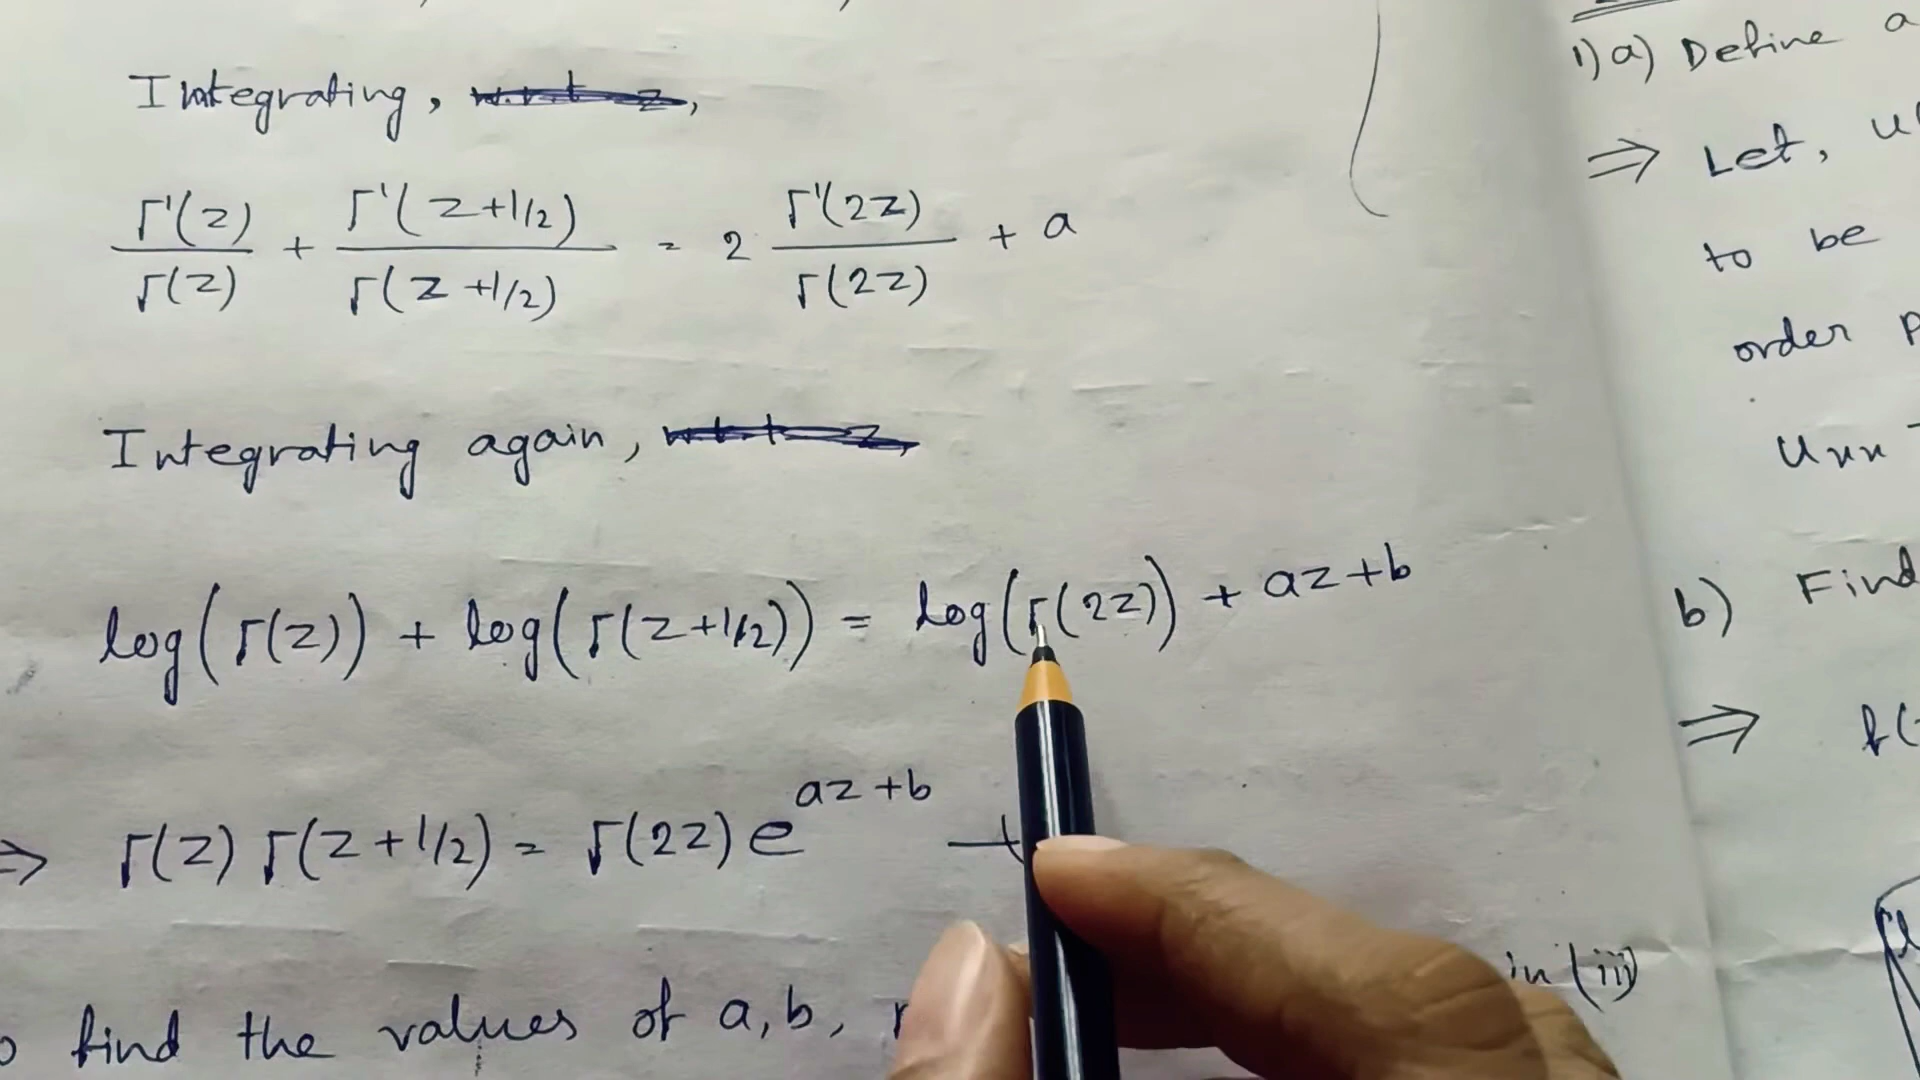 Integrating,
Γ'(z)/Γ(z) + Γ'(z+1/2)/Γ(z+1/2) = 2 Γ'(2z)/Γ(2z) + a
Integrating again,
log(Γ(z)) + log(Γ(z+1/2)) = log(Γ(2z)) + az+b
⇒ Γ(z) Γ(z+1/2) = Γ(2z) e^{az+b}
find the values of a, b,
in (iii)
1) a) Define a
⇒ Let,
to be
order
Uxx
b) Find
⇒